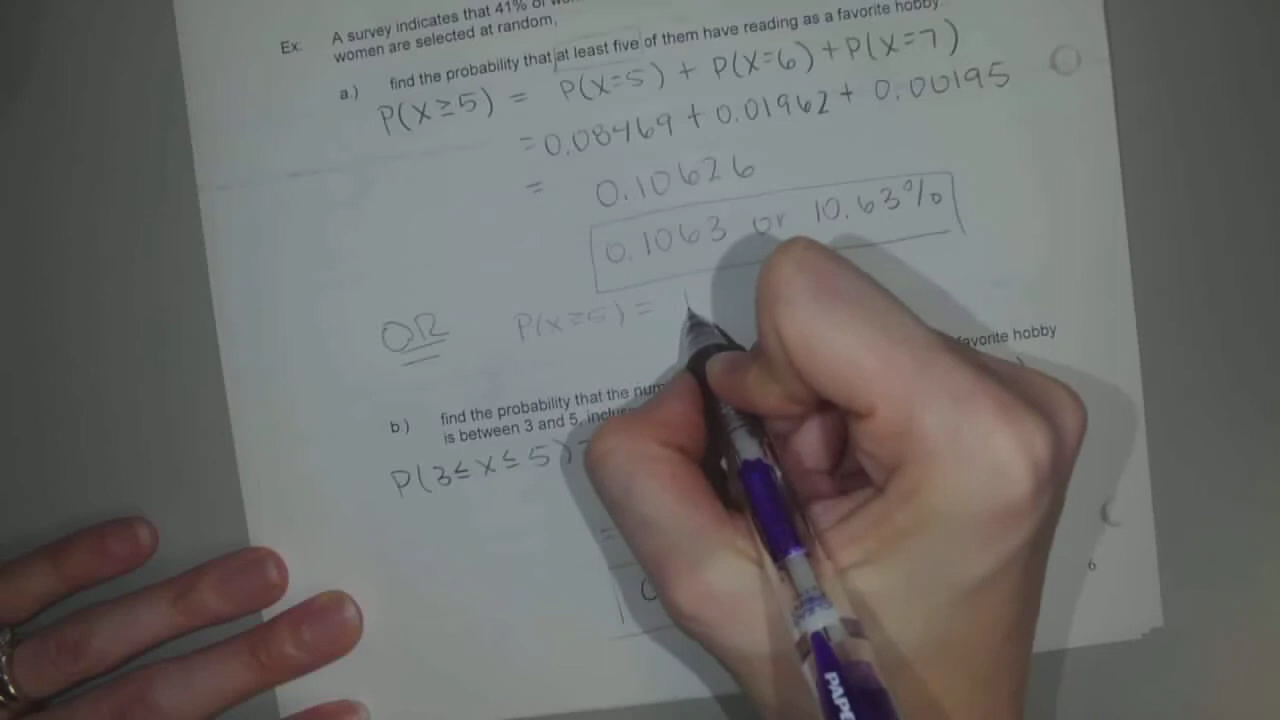 Ex: A survey indicates that 41% of
women are selected at random,
a.) find the probability that at least five of them have reading as a favorite hobby
P(X≥5) = P(X=5) + P(X=6) + P(X=7)
= 0.08469 + 0.01962 + 0.00195
= 0.10626
0.1063 or 10.63%
OR P(X≥5) =
favorite hobby
b.) find the probability that the
is between 3 and 5,
P(3≤X≤5)
6
PAPE